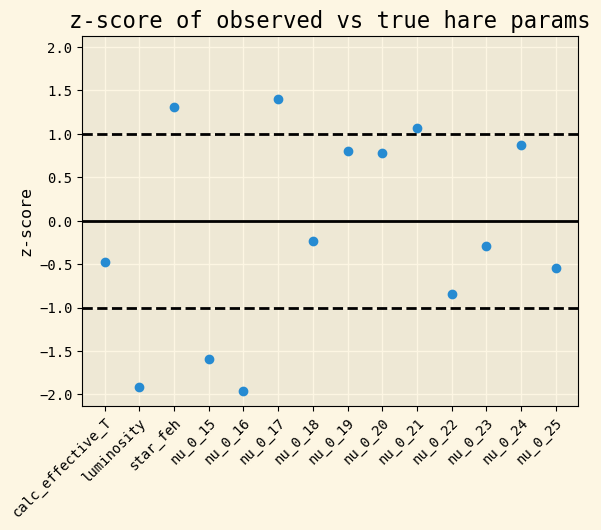 z-score of observed vs true hare params
z-score
2.0
1.5
1.0
0.5
0.0
−0.5
−1.0
−1.5
−2.0
calc_effective_T
luminosity
star_feh
nu_0_15
nu_0_16
nu_0_17
nu_0_18
nu_0_19
nu_0_20
nu_0_21
nu_0_22
nu_0_23
nu_0_24
nu_0_25